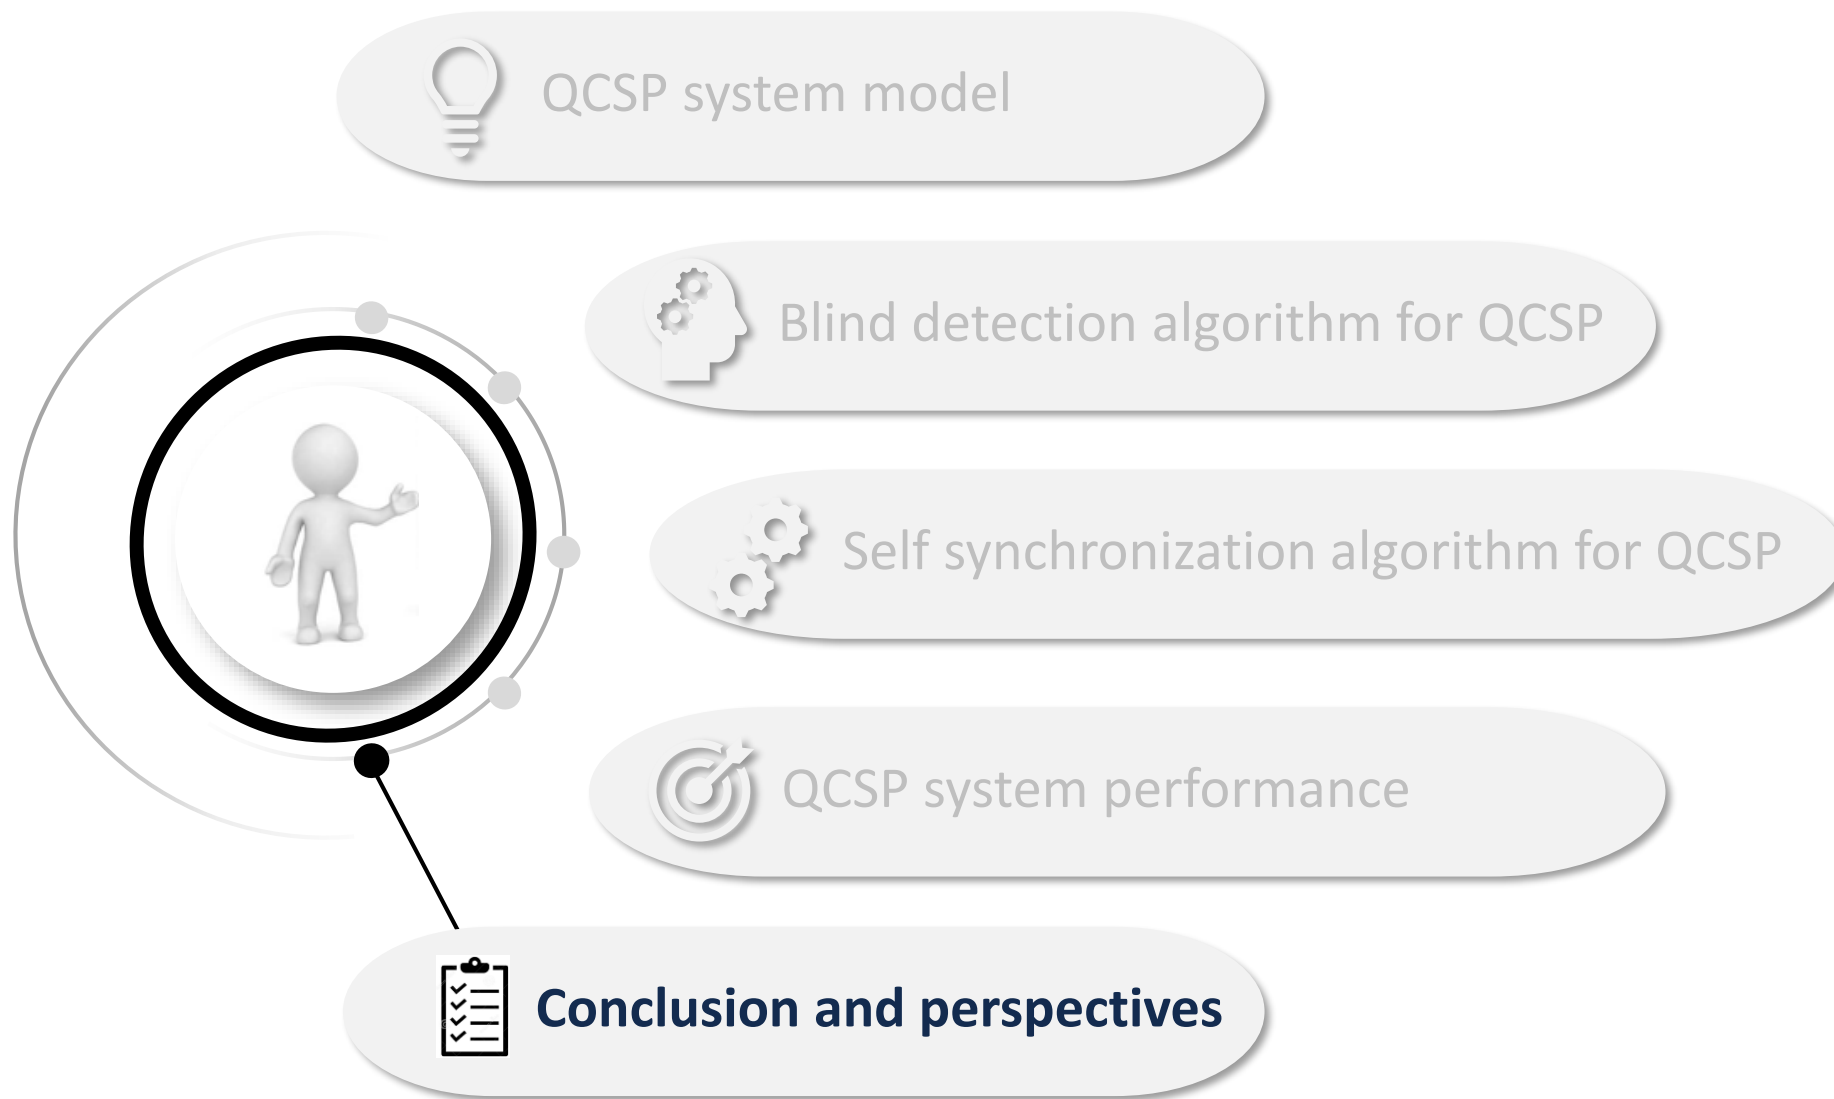 QCSP system model
Blind detection algorithm for QCSP
Self synchronization algorithm for QCSP
QCSP system performance
Conclusion and perspectives